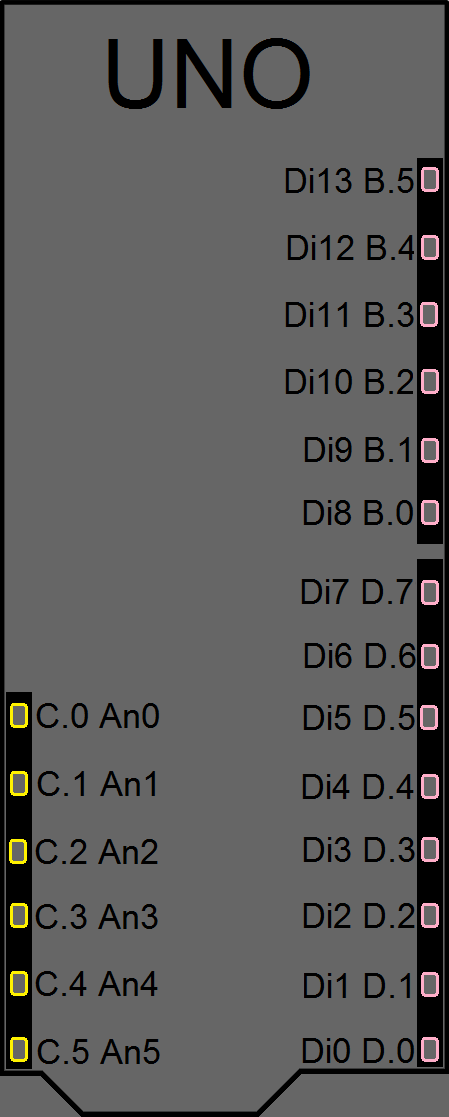 UNO
Di13 B.5
Di12 B.4
Di11 B.3
Di10 B.2
Di9 B.1
Di8 B.0
Di7 D.7
Di6 D.6
C.0 An0 Di5 D.5
C.1 An1 Di4 D.4
C.2 An2 Di3 D.3
C.3 An3 Di2 D.2
C.4 An4 Di1 D.1
C.5 An5 Di0 D.0